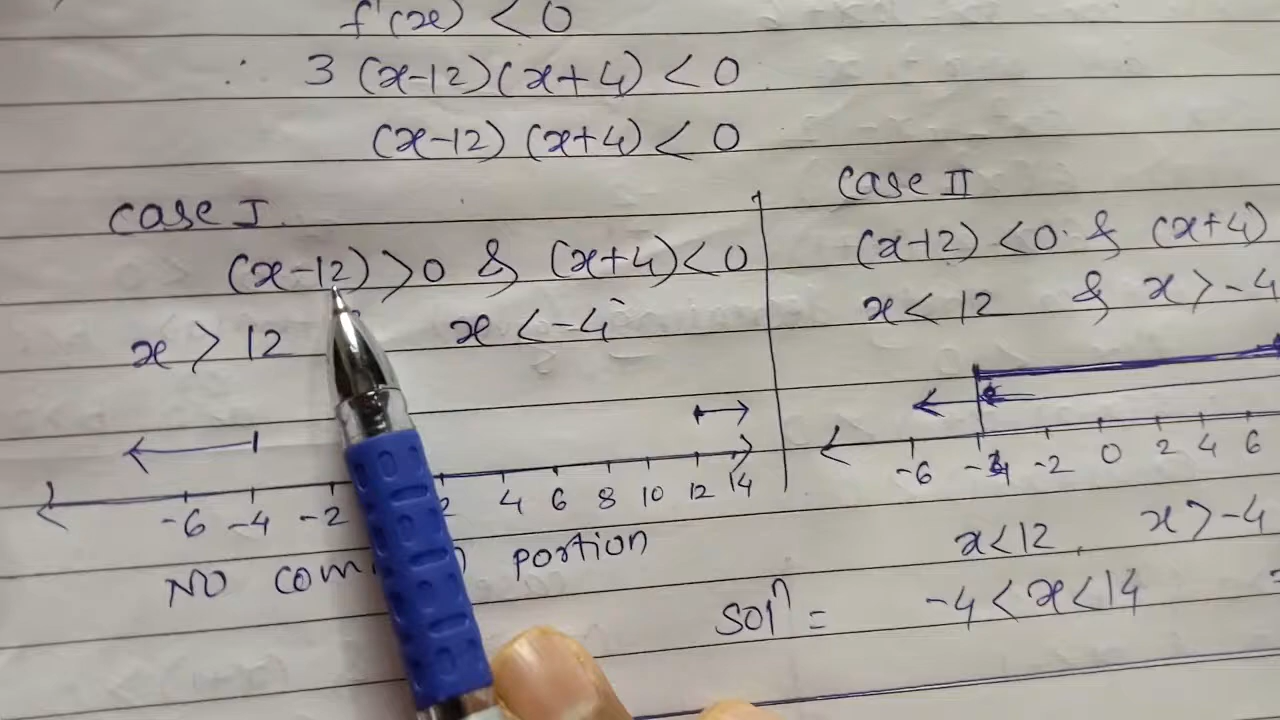 f'(x) < 0
∴ 3 (x-12)(x+4) < 0
(x-12) (x+4) < 0
case I.
(x-12) > 0 & (x+4) < 0
x > 12 x < -4
-6 -4 -2 2 4 6 8 10 12 14
NO portion
case II
(x-12) < 0 & (x+4)
x < 12 & x > -4
-6 -4 -2 0 2 4 6
x < 12, x > -4
Solⁿ = -4 < x < 14